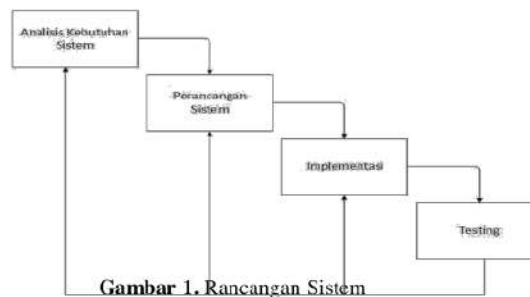 Analisis Kebutuhan
Sistem
Perancangan
Sistem
Implementasi
Testing
Gambar 1. Rancangan Sistem